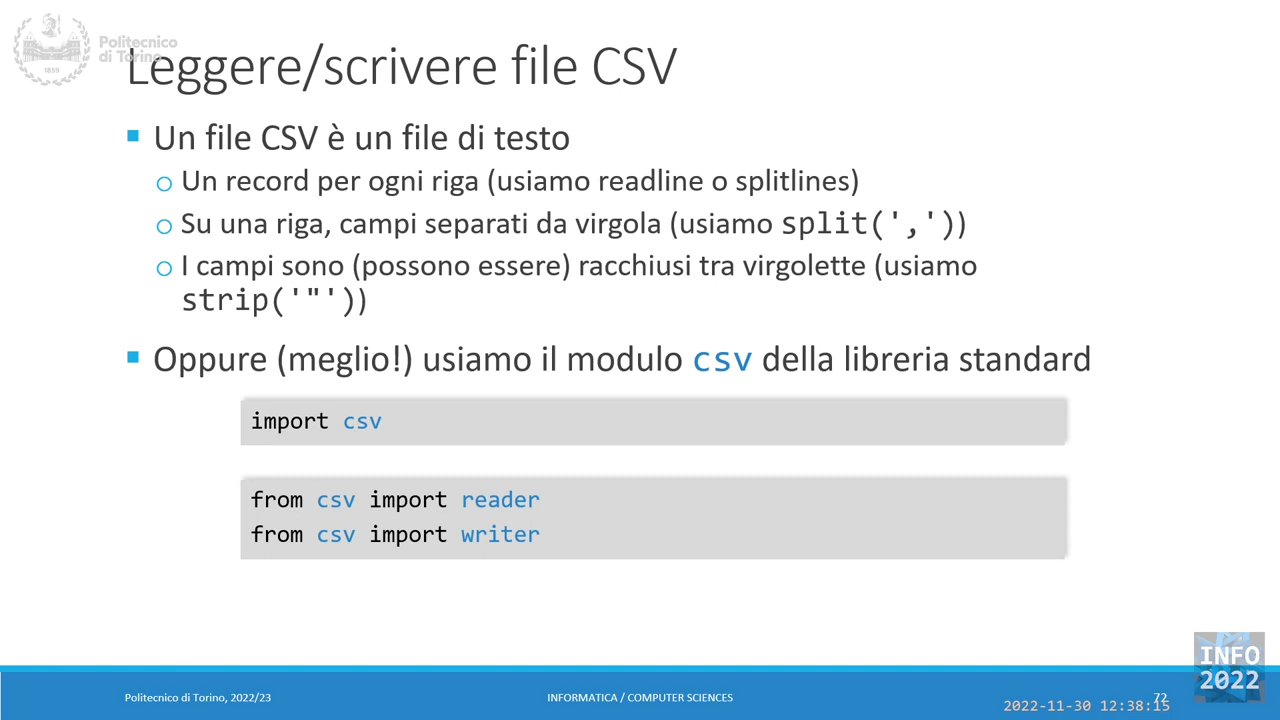 Politecnico
di Torino
1859
Leggere/scrivere file CSV
Un file CSV è un file di testo
Un record per ogni riga (usiamo readline o splitlines)
Su una riga, campi separati da virgola (usiamo split(','))
I campi sono (possono essere) racchiusi tra virgolette (usiamo
strip('"'))
Oppure (meglio!) usiamo il modulo csv della libreria standard
import csv
from csv import reader
from csv import writer
INFO
2022
Politecnico di Torino, 2022/23
INFORMATICA / COMPUTER SCIENCES
72
2022-11-30 12:38:15